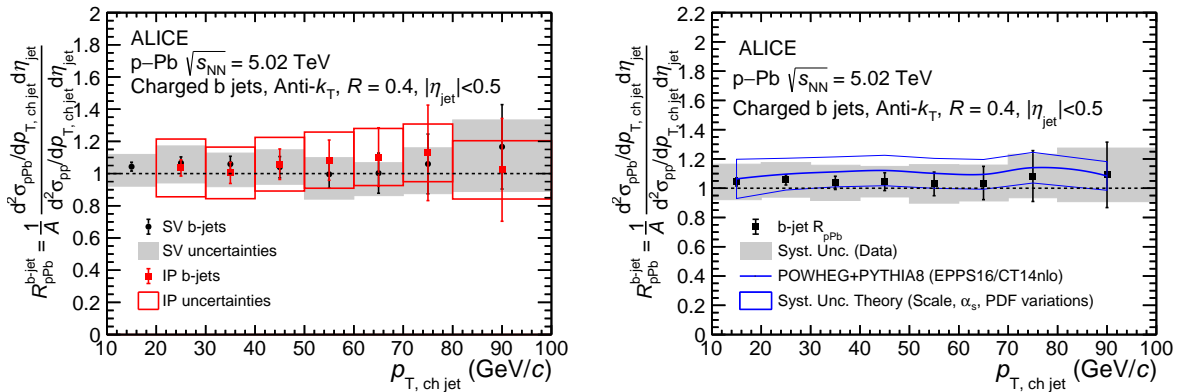 ALICE
p–Pb √sNN = 5.02 TeV
Charged b jets, Anti-kT, R = 0.4, |ηjet|<0.5
R^b-jet_pPb = 1/A d²σpPb/dpT, ch jet dηjet / d²σpp/dpT, ch jet dηjet
2
1.8
1.6
1.4
1.2
1
0.8
0.6
0.4
0.2
0
SV b-jets
SV uncertainties
IP b-jets
IP uncertainties
10 20 30 40 50 60 70 80 90 100
pT, ch jet (GeV/c)
ALICE
p–Pb √sNN = 5.02 TeV
Charged b jets, Anti-kT, R = 0.4, |ηjet|<0.5
R^b-jet_pPb = 1/A d²σpPb/dpT, ch jet dηjet / d²σpp/dpT, ch jet dηjet
2.2
2
1.8
1.6
1.4
1.2
1
0.8
0.6
0.4
0.2
0
b-jet RpPb
Syst. Unc. (Data)
POWHEG+PYTHIA8 (EPPS16/CT14nlo)
Syst. Unc. Theory (Scale, αs, PDF variations)
10 20 30 40 50 60 70 80 90 100
pT, ch jet (GeV/c)